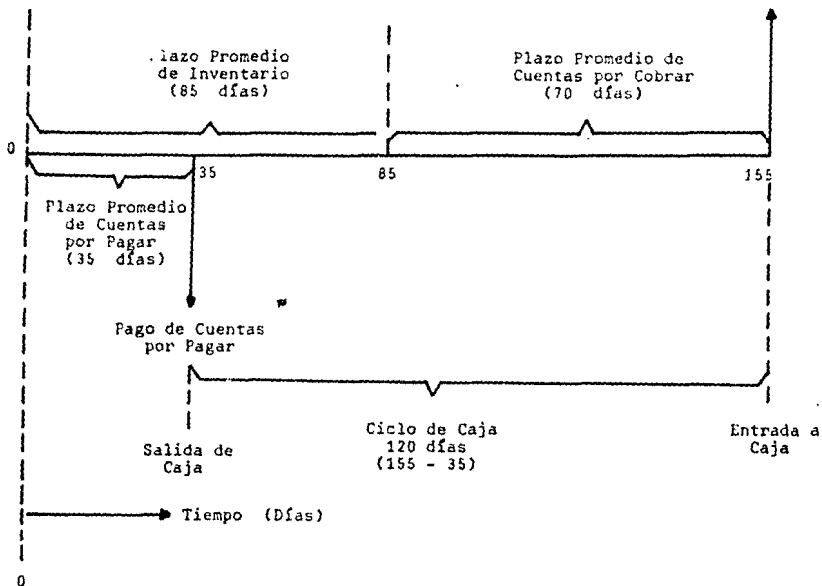 .lazo Promedio
de Inventario
(85 días)
Plazo Promedio de
Cuentas por Cobrar
(70 días)
0
35
85
155
Plazo Promedio
de Cuentas
por Pagar
(35 días)
Pago de Cuentas
por Pagar
Salida de
Caja
Ciclo de Caja
120 días
(155 - 35)
Entrada a
Caja
Tiempo (Días)
0